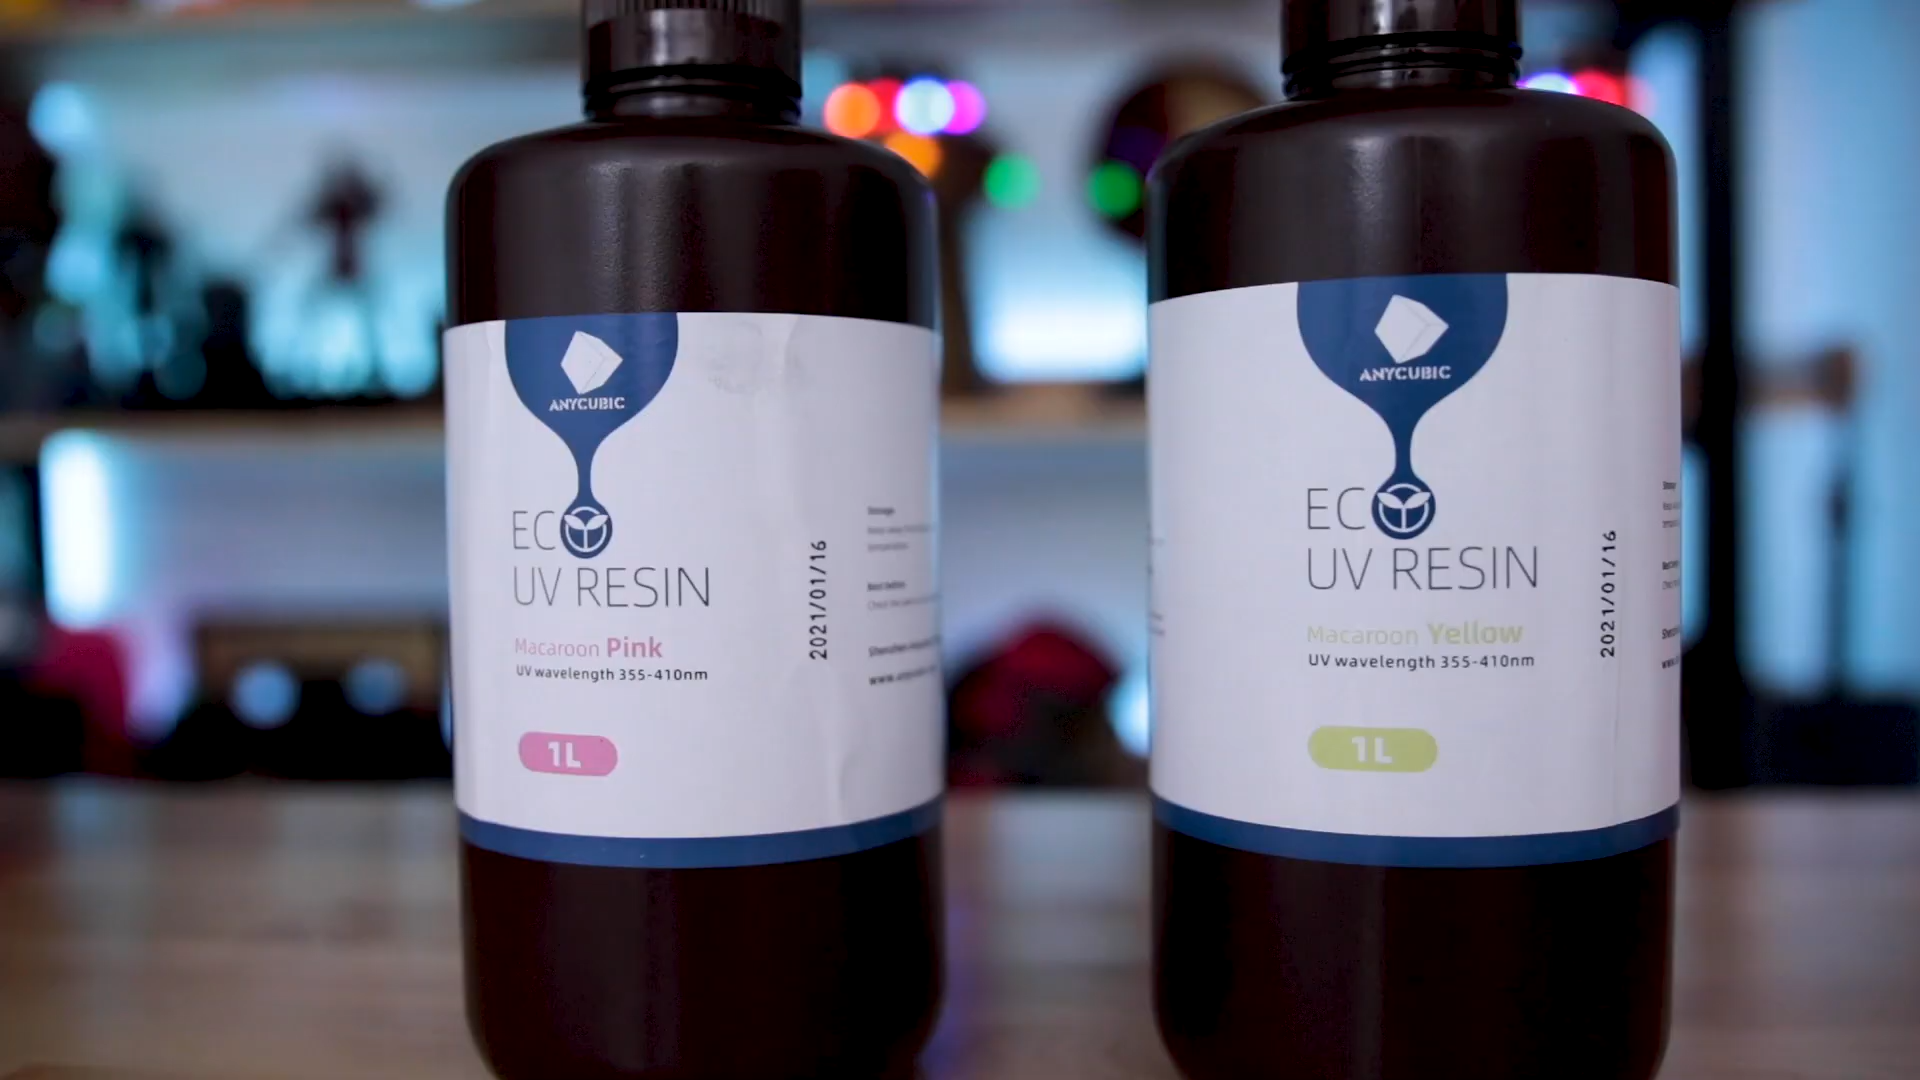 ANYCUBIC
ECO
UV RESIN
Macaroon Pink
UV wavelength 355-410nm
1L
2021/01/16
ANYCUBIC
ECO
UV RESIN
Macaroon Yellow
UV wavelength 355-410nm
1L
2021/01/16